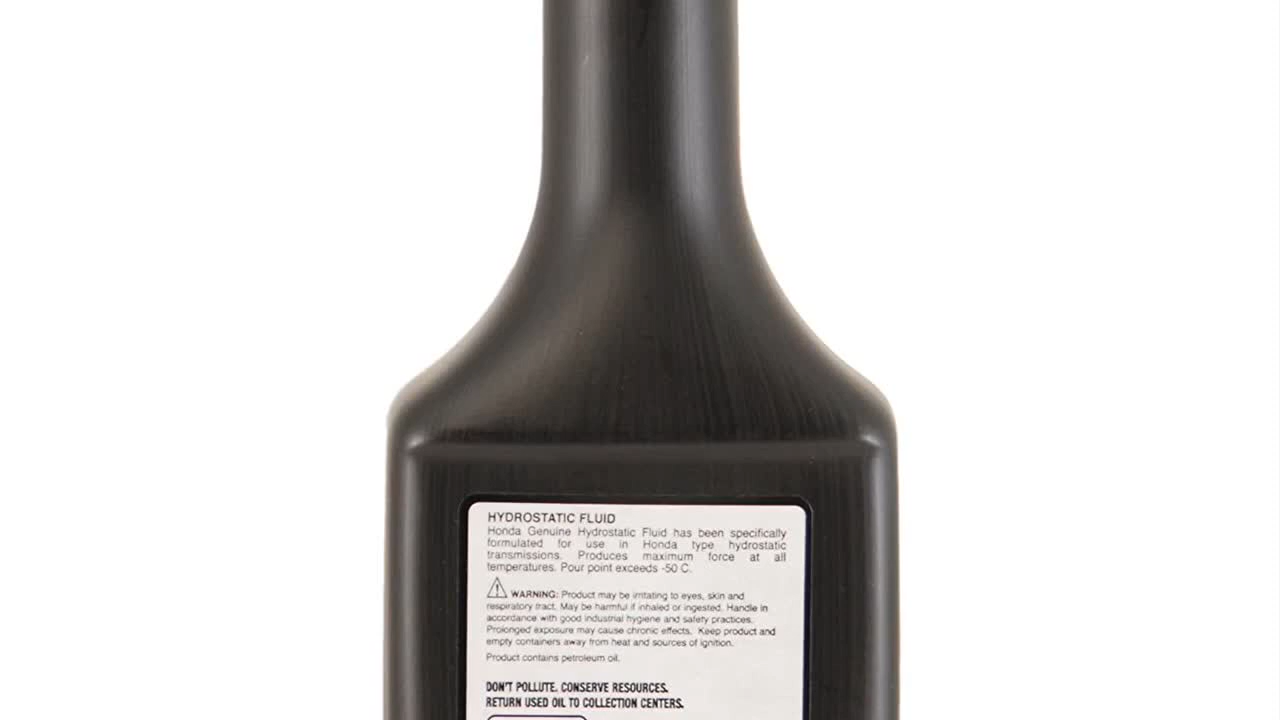 HYDROSTATIC FLUID
Honda Genuine Hydrostatic Fluid has been specifically
formulated for use in Honda type hydrostatic
transmissions. Produces maximum force at all
temperatures. Pour point exceeds -50 C.
WARNING: Product may be irritating to eyes, skin and
respiratory tract. May be harmful if inhaled or ingested. Handle in
accordance with good industrial hygiene and safety practices.
Prolonged exposure may cause chronic effects. Keep product and
empty containers away from heat and sources of ignition.
Product contains petroleum oil.
DON'T POLLUTE. CONSERVE RESOURCES.
RETURN USED OIL TO COLLECTION CENTERS.